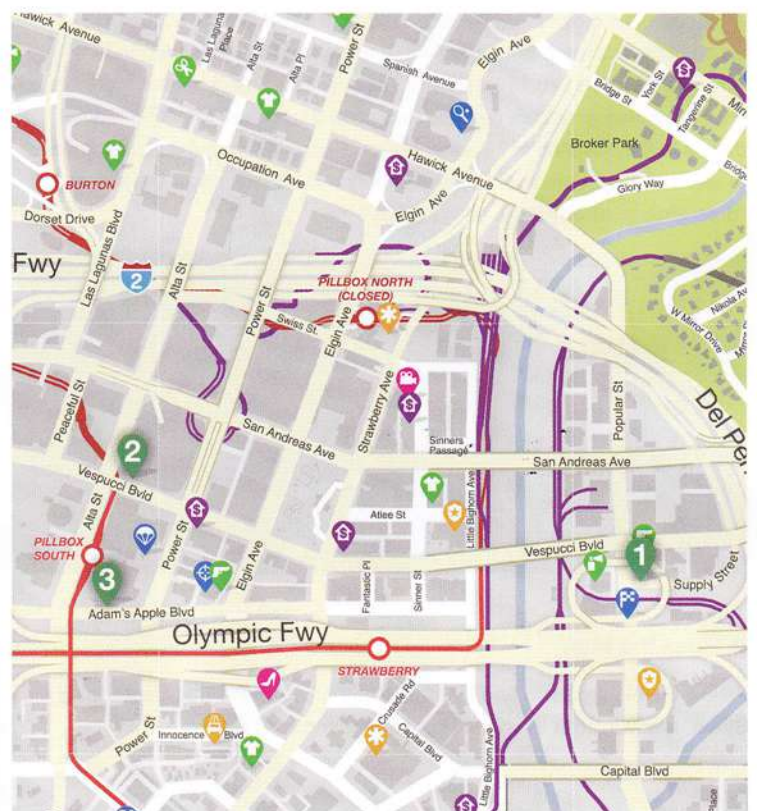 Hawick Avenue
Las Lagunas
Place
Alta St
Alta Pl
Power St
Spanish Avenue
Elgin Ave
Bridge St
York St
Tangerine St
Broker Park
Occupation Ave
Hawick Avenue
Glory Way
BURTON
Elgin Ave
Dorset Drive
Las Lagunas Blvd
Fwy
2
Alta St
PILLBOX NORTH
(CLOSED)
Power St
Swiss St.
Elgin Ave
Nikola Av
W Mirror Drive
Peaceful St
Strawberry Ave
Popular St
Del Pe
San Andreas Ave
Sinners
Passage
San Andreas Ave
2
Vespucci Blvd
Alta St
Power St
Atlee St
Little Bighorn Ave
Vespucci Blvd
1
Supply Street
PILLBOX
SOUTH
3
Elgin Ave
Fantastic Pl
Sinner St
Adam's Apple Blvd
Olympic Fwy
STRAWBERRY
Power St
Innocence Blvd
Crusade Rd
Capital Blvd
Little Bighorn Ave
Capital Blvd
Place